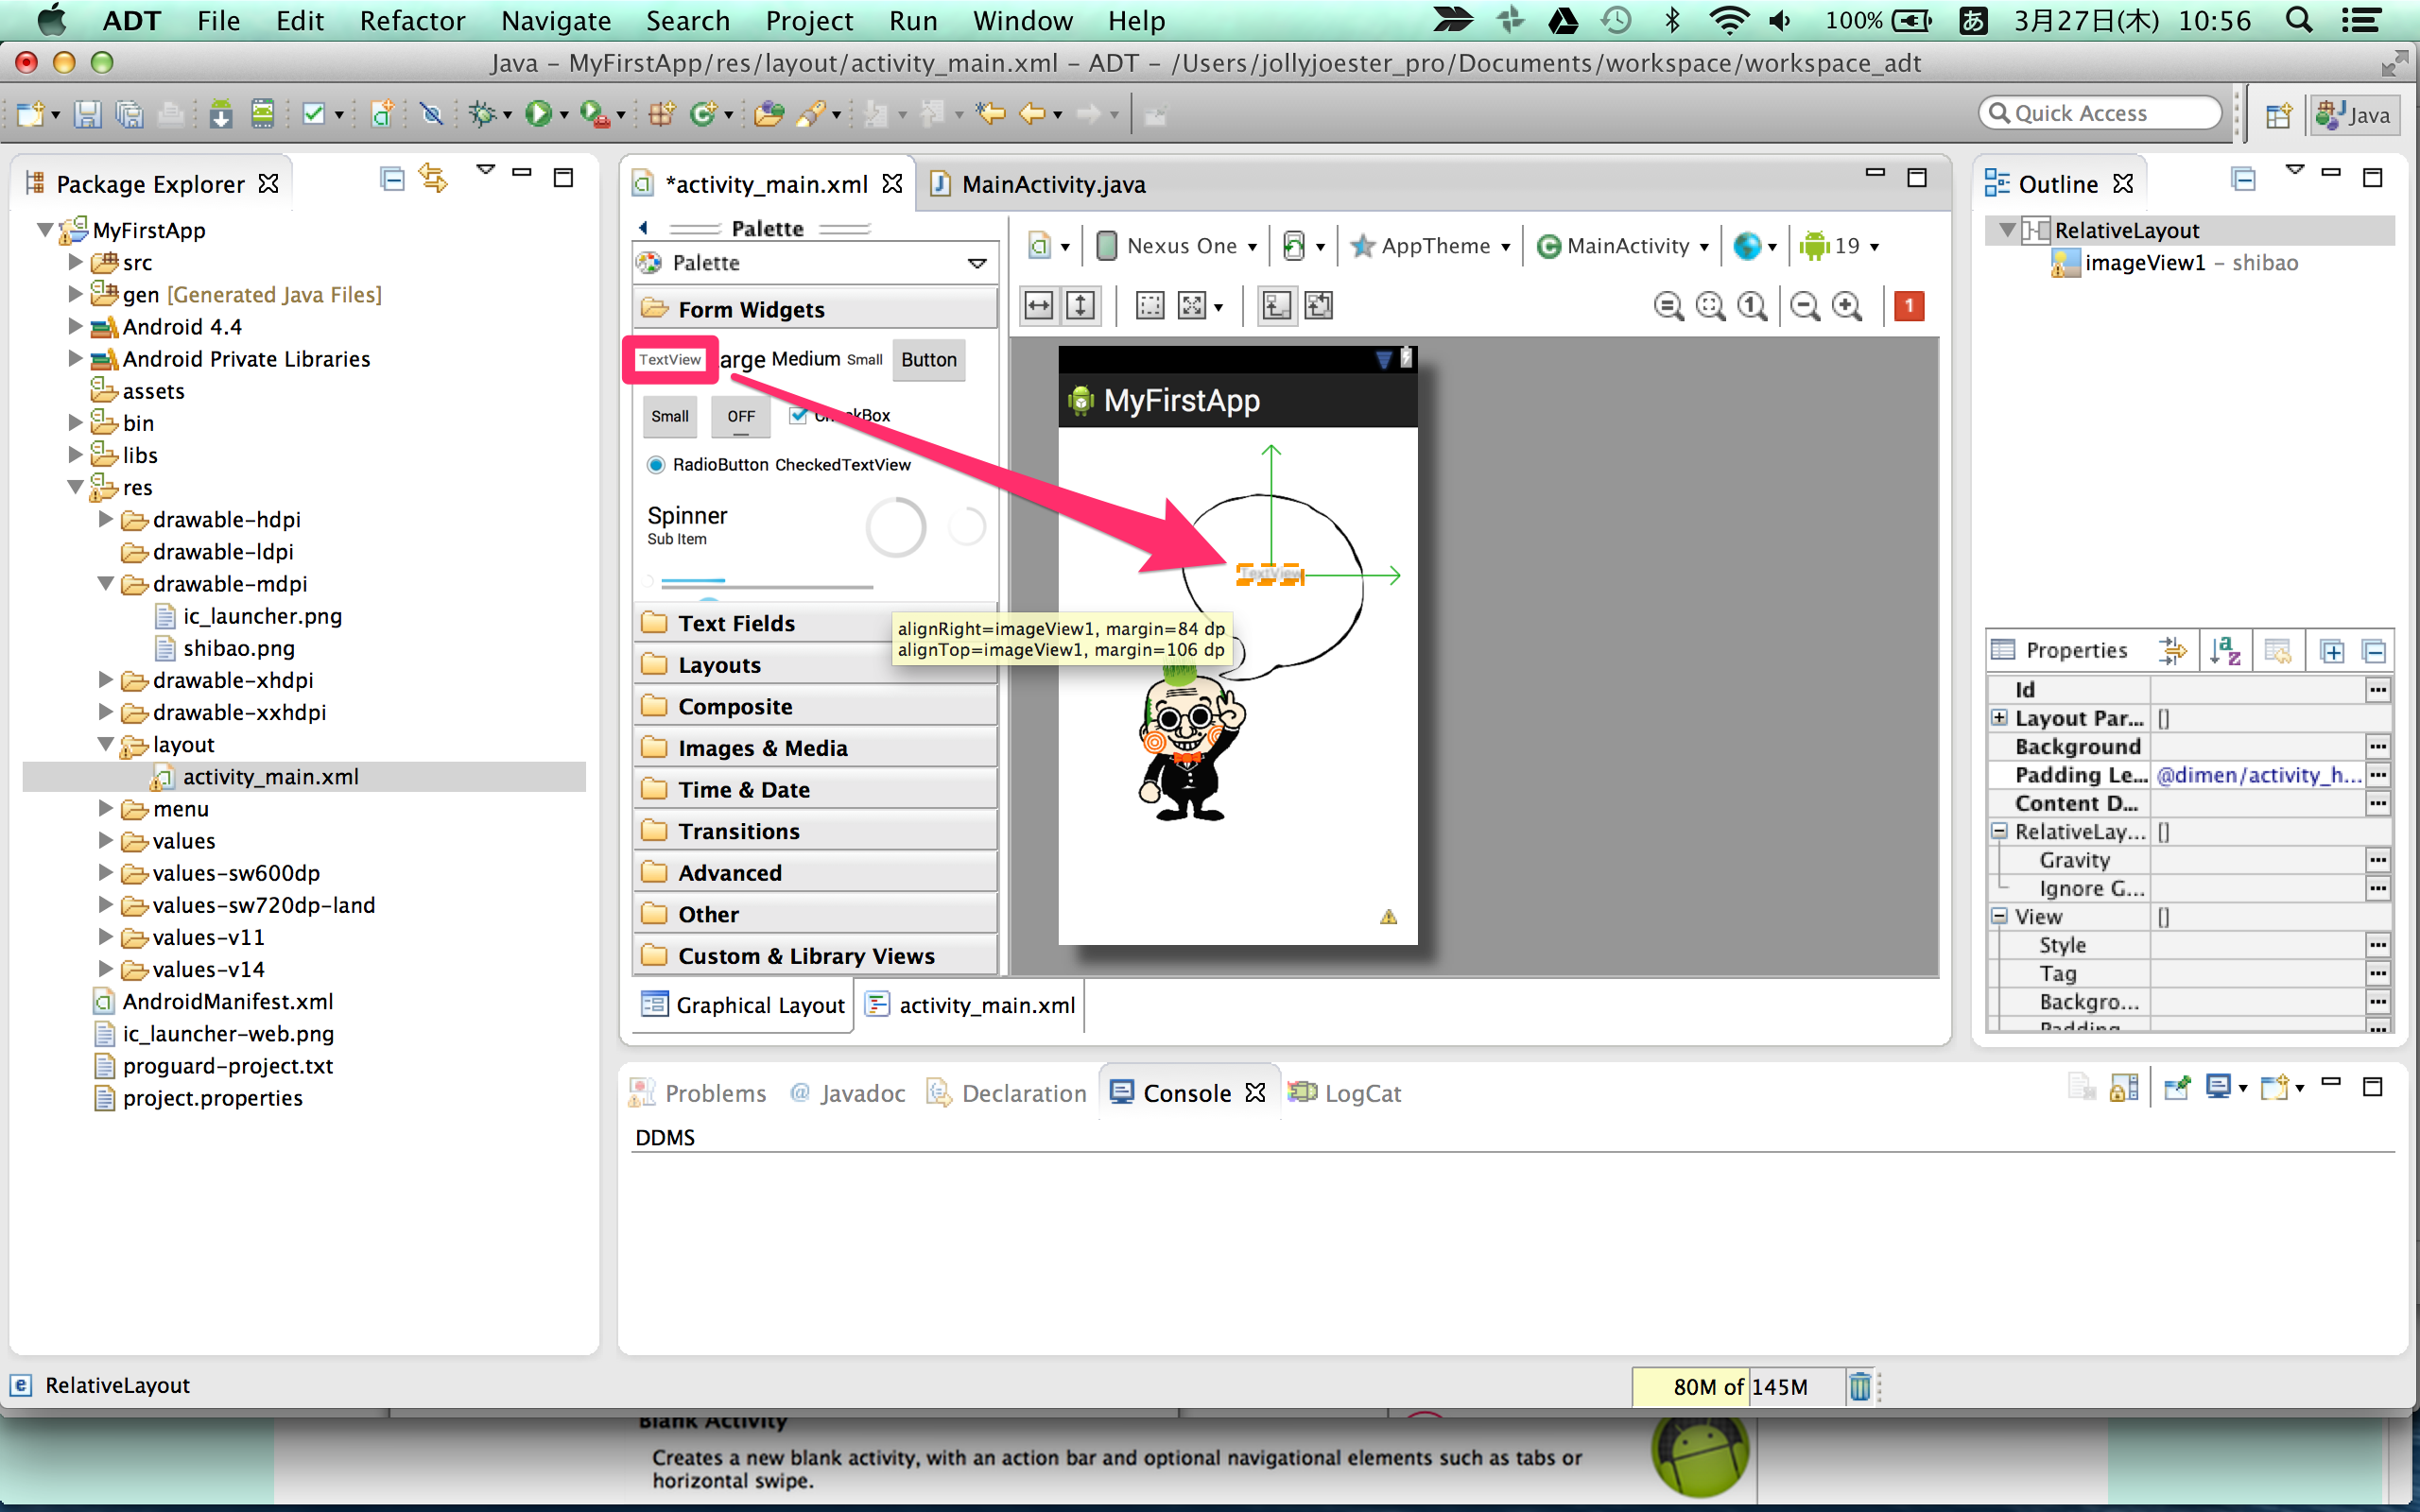 ADT File Edit Refactor Navigate Search Project Run Window Help 100% あ 3月27日(木) 10:56
Java – MyFirstApp/res/layout/activity_main.xml – ADT – /Users/jollyjoester_pro/Documents/workspace/workspace_adt
Quick Access
Java
Package Explorer
MyFirstApp
src
gen [Generated Java Files]
Android 4.4
Android Private Libraries
assets
bin
libs
res
drawable-hdpi
drawable-ldpi
drawable-mdpi
ic_launcher.png
shibao.png
drawable-xhdpi
drawable-xxhdpi
layout
activity_main.xml
menu
values
values-sw600dp
values-sw720dp-land
values-v11
values-v14
AndroidManifest.xml
ic_launcher-web.png
proguard-project.txt
project.properties
*activity_main.xml
MainActivity.java
Palette
Palette
Form Widgets
TextView arge Medium Small Button
Small OFF CheckBox
RadioButton CheckedTextView
Spinner
Sub Item
Text Fields
Layouts
Composite
Images & Media
Time & Date
Transitions
Advanced
Other
Custom & Library Views
Nexus One AppTheme MainActivity 19
1
1
MyFirstApp
TextView
alignRight=imageView1, margin=84 dp
alignTop=imageView1, margin=106 dp
Graphical Layout
activity_main.xml
Outline
RelativeLayout
imageView1 – shibao
Properties
Id
Layout Par... []
Background
Padding Le... @dimen/activity_h...
Content D...
RelativeLay... []
Gravity
Ignore G...
View []
Style
Tag
Backgro...
Padding
Problems @ Javadoc Declaration Console LogCat
DDMS
RelativeLayout
80M of 145M
Blank Activity
Creates a new blank activity, with an action bar and optional navigational elements such as tabs or
horizontal swipe.